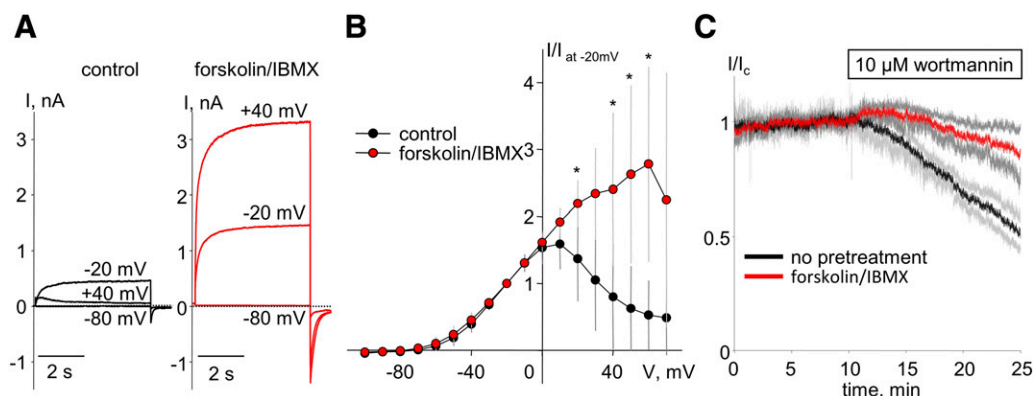 A
control
forskolin/IBMX
I, nA
I, nA
3
2
1
0
-1
-20 mV
+40 mV
-80 mV
2 s
3
2
1
0
-1
+40 mV
-20 mV
-80 mV
2 s
B
I/I at -20mV
4
3
2
1
control
forskolin/IBMX
* * * * *
-80 -40 0 40 V, mV
C
I/Ic
10 µM wortmannin
1
0.5
0
no pretreatment
forskolin/IBMX
0 5 10 15 20 25
time, min